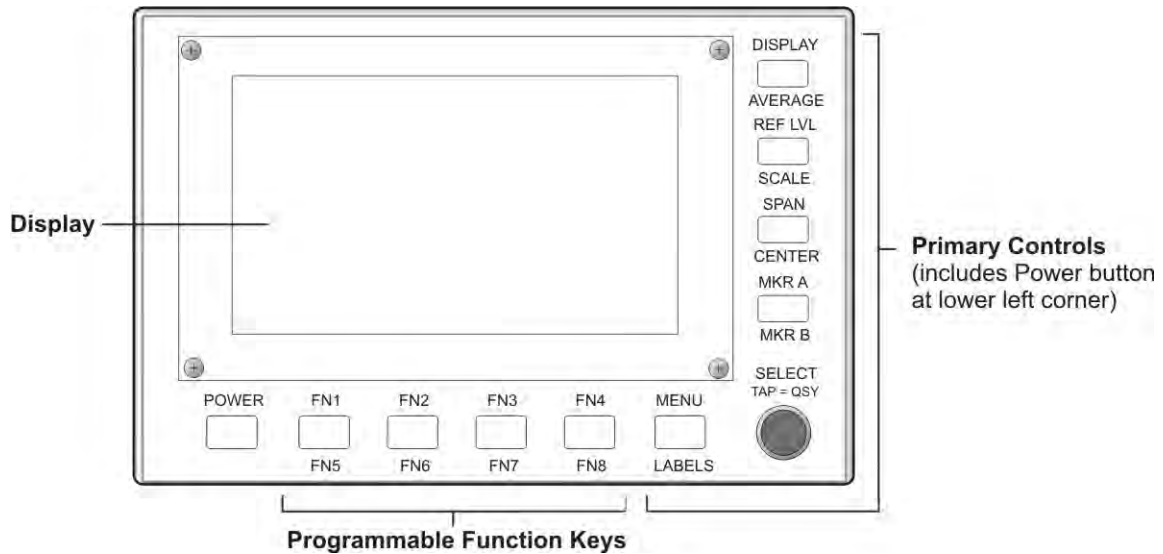 DISPLAY
AVERAGE
REF LVL
SCALE
SPAN
CENTER
MKR A
MKR B
SELECT
TAP = QSY
Display
Primary Controls
(includes Power button
at lower left corner)
POWER FN1 FN2 FN3 FN4 MENU
FN5 FN6 FN7 FN8 LABELS
Programmable Function Keys